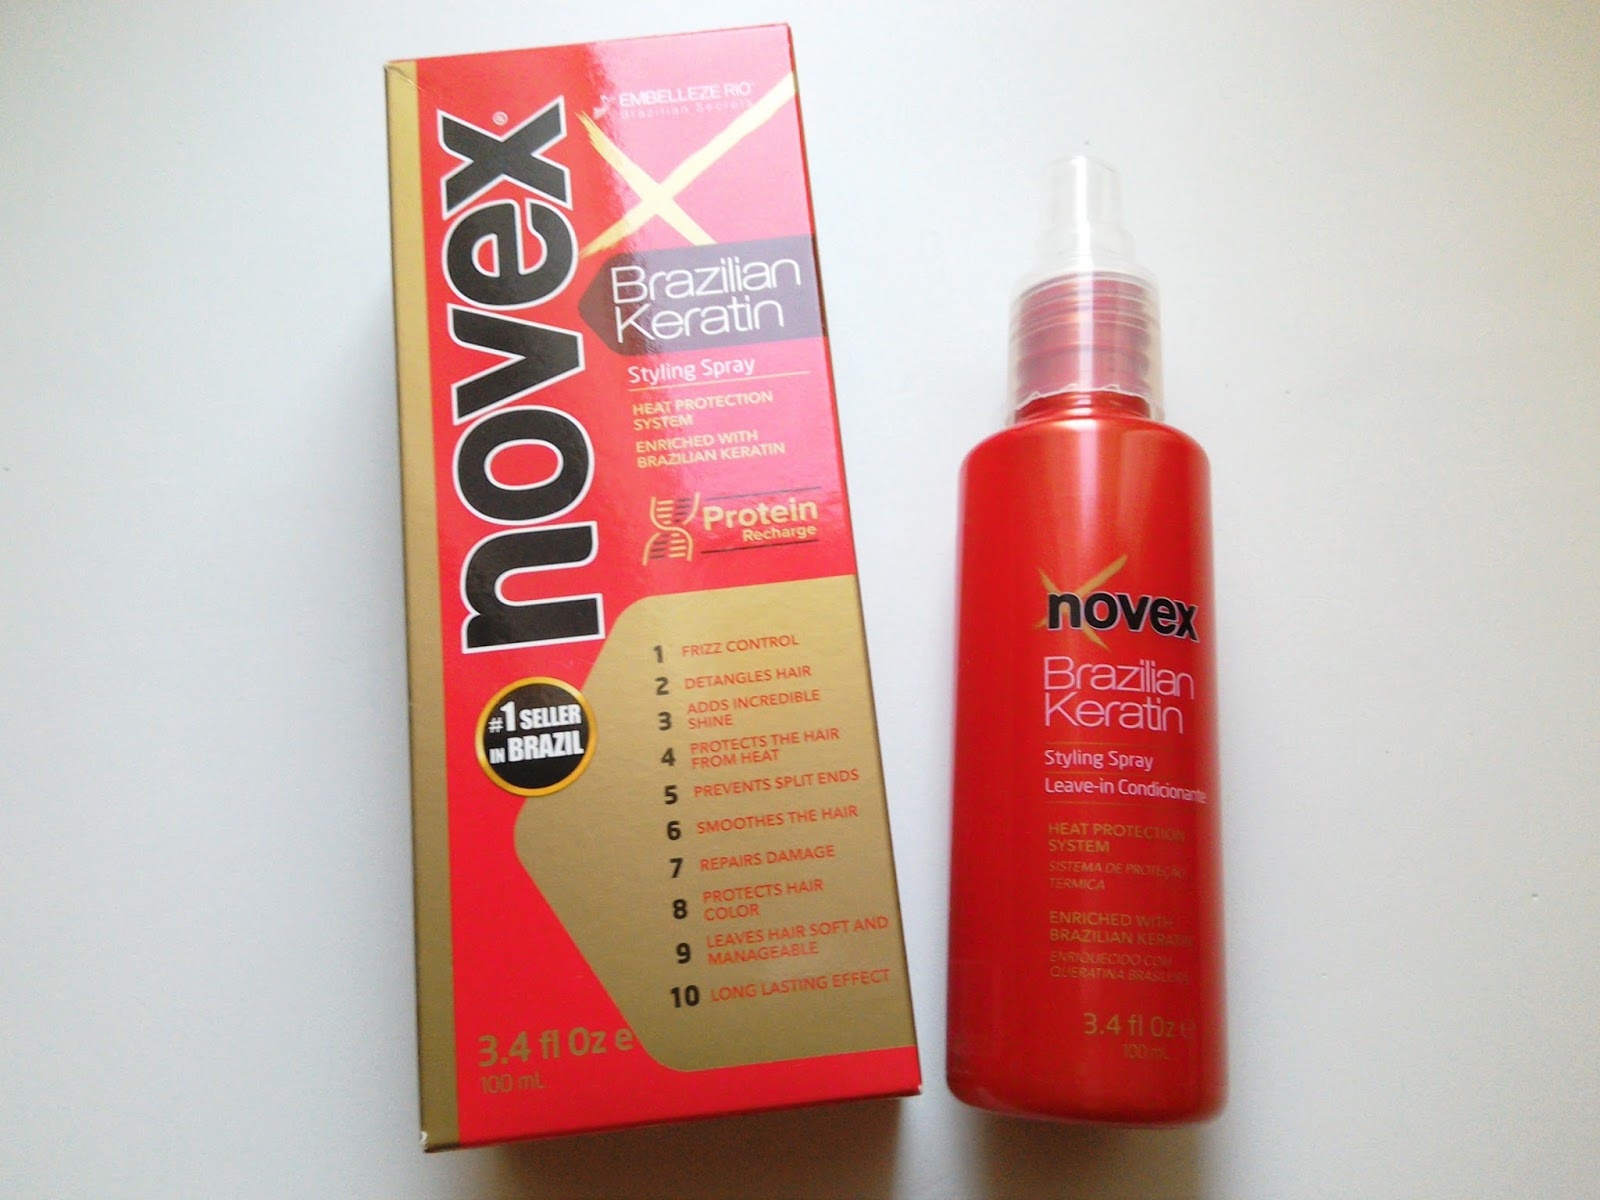 novex®
EMBELLEZE RIO™
Brazilian Secrets
Brazilian
Keratin
Styling Spray
HEAT PROTECTION
SYSTEM
ENRICHED WITH
BRAZILIAN KERATIN
Protein
Recharge
#1 SELLER
IN BRAZIL
1 FRIZZ CONTROL
2 DETANGLES HAIR
3 ADDS INCREDIBLE
SHINE
4 PROTECTS THE HAIR
FROM HEAT
5 PREVENTS SPLIT ENDS
6 SMOOTHES THE HAIR
7 REPAIRS DAMAGE
8 PROTECTS HAIR
COLOR
9 LEAVES HAIR SOFT AND
MANAGEABLE
10 LONG LASTING EFFECT
3.4 fl Oz e
100 mL
novex
Brazilian
Keratin
Styling Spray
Leave-in Condicionante
HEAT PROTECTION
SYSTEM
SISTEMA DE PROTEÇÃO
TÉRMICA
ENRICHED WITH
BRAZILIAN KERATIN
ENRIQUECIDO COM
QUERATINA BRASILEIRA
3.4 fl Oz e
100 mL